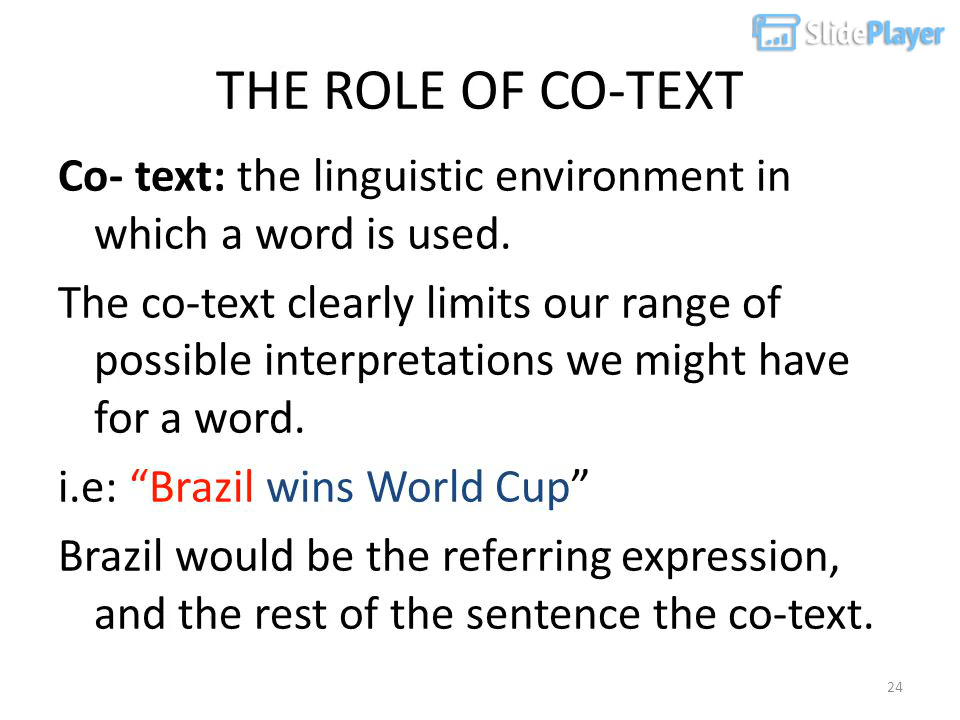 SlidePlayer
THE ROLE OF CO-TEXT
Co- text: the linguistic environment in
which a word is used.
The co-text clearly limits our range of
possible interpretations we might have
for a word.
i.e: “Brazil wins World Cup”
Brazil would be the referring expression,
and the rest of the sentence the co-text.
24